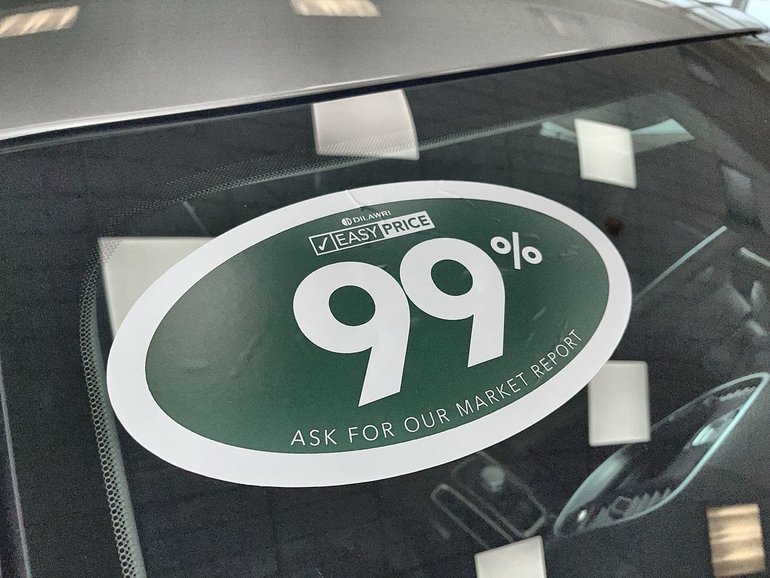 DILAWRI
✓ EASY PRICE
99%
ASK FOR OUR MARKET REPORT